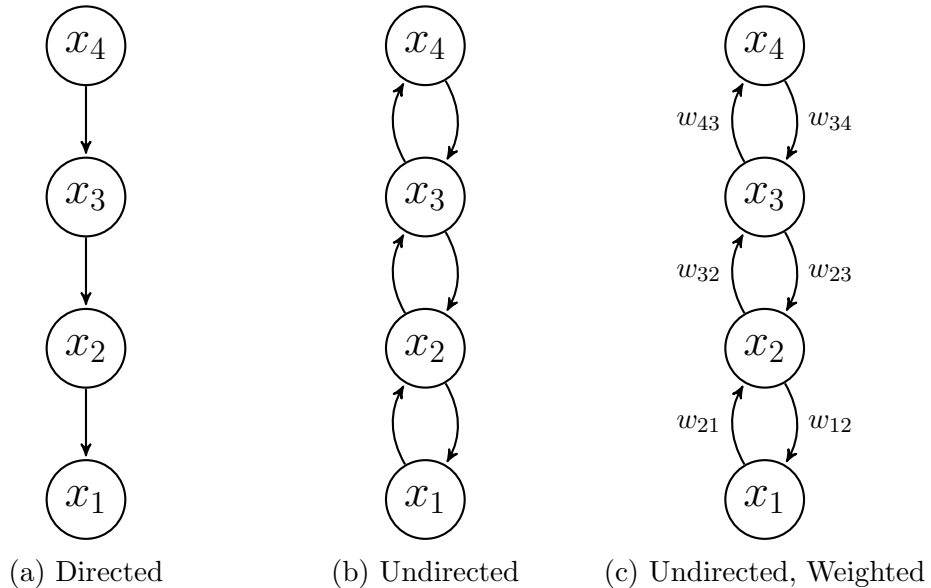 x₄ x₄ x₄
w₄₃ w₃₄
x₃ x₃ x₃
w₃₂ w₂₃
x₂ x₂ x₂
w₂₁ w₁₂
x₁ x₁ x₁
(a) Directed (b) Undirected (c) Undirected, Weighted